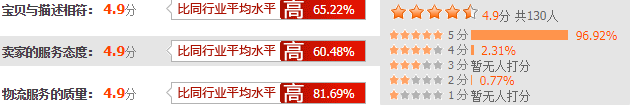 宝贝与描述相符： 4.9分 比同行业平均水平 高 65.22%
卖家的服务态度： 4.9分 比同行业平均水平 高 60.48%
物流服务的质量： 4.9分 比同行业平均水平 高 81.69%
4.9分 共130人
5 分 96.92%
4 分 2.31%
3 分 暂无人打分
2 分 0.77%
1 分 暂无人打分